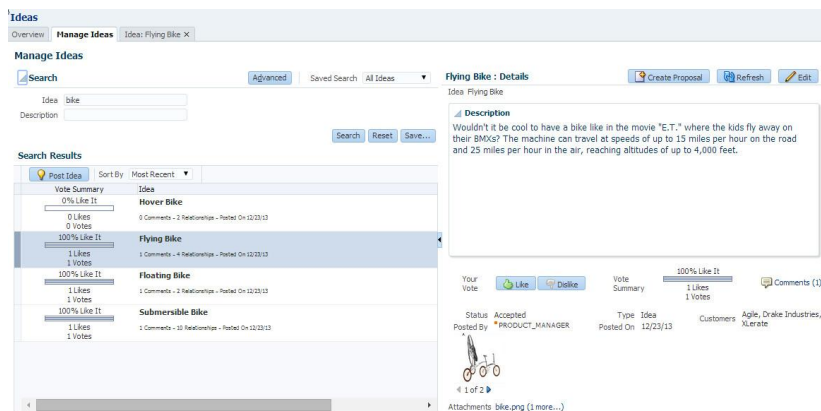 Ideas
Overview Manage Ideas Idea: Flying Bike
Manage Ideas
Search Advanced Saved Search All Ideas
Idea bike
Description
Search Reset Save...
Search Results
Post Idea Sort By Most Recent
Vote Summary Idea
0% Like It Hover Bike
0 Likes 0 Comments - 2 Relationships - Posted On 12/23/13
0 Votes
100% Like It Flying Bike
1 Likes 1 Comments - 4 Relationships - Posted On 12/23/13
1 Votes
100% Like It Floating Bike
1 Likes 1 Comments - 2 Relationships - Posted On 12/23/13
1 Votes
100% Like It Submersible Bike
1 Likes 1 Comments - 10 Relationships - Posted On 12/23/13
1 Votes
Flying Bike : Details Create Proposal Refresh Edit
Idea Flying Bike
Description
Wouldn't it be cool to have a bike like in the movie "E.T." where the kids fly away on
their BMXs? The machine can travel at speeds of up to 15 miles per hour on the road
and 25 miles per hour in the air, reaching altitudes of up to 4,000 feet.
Your Vote Like Dislike Vote Summary 100% Like It Comments (1)
1 Likes
1 Votes
Status Accepted Type Idea Customers Agile, Drake Industries,
Posted By *PRODUCT_MANAGER Posted On 12/23/13 XLerate
1 of 2
Attachments bike.png (1 more...)